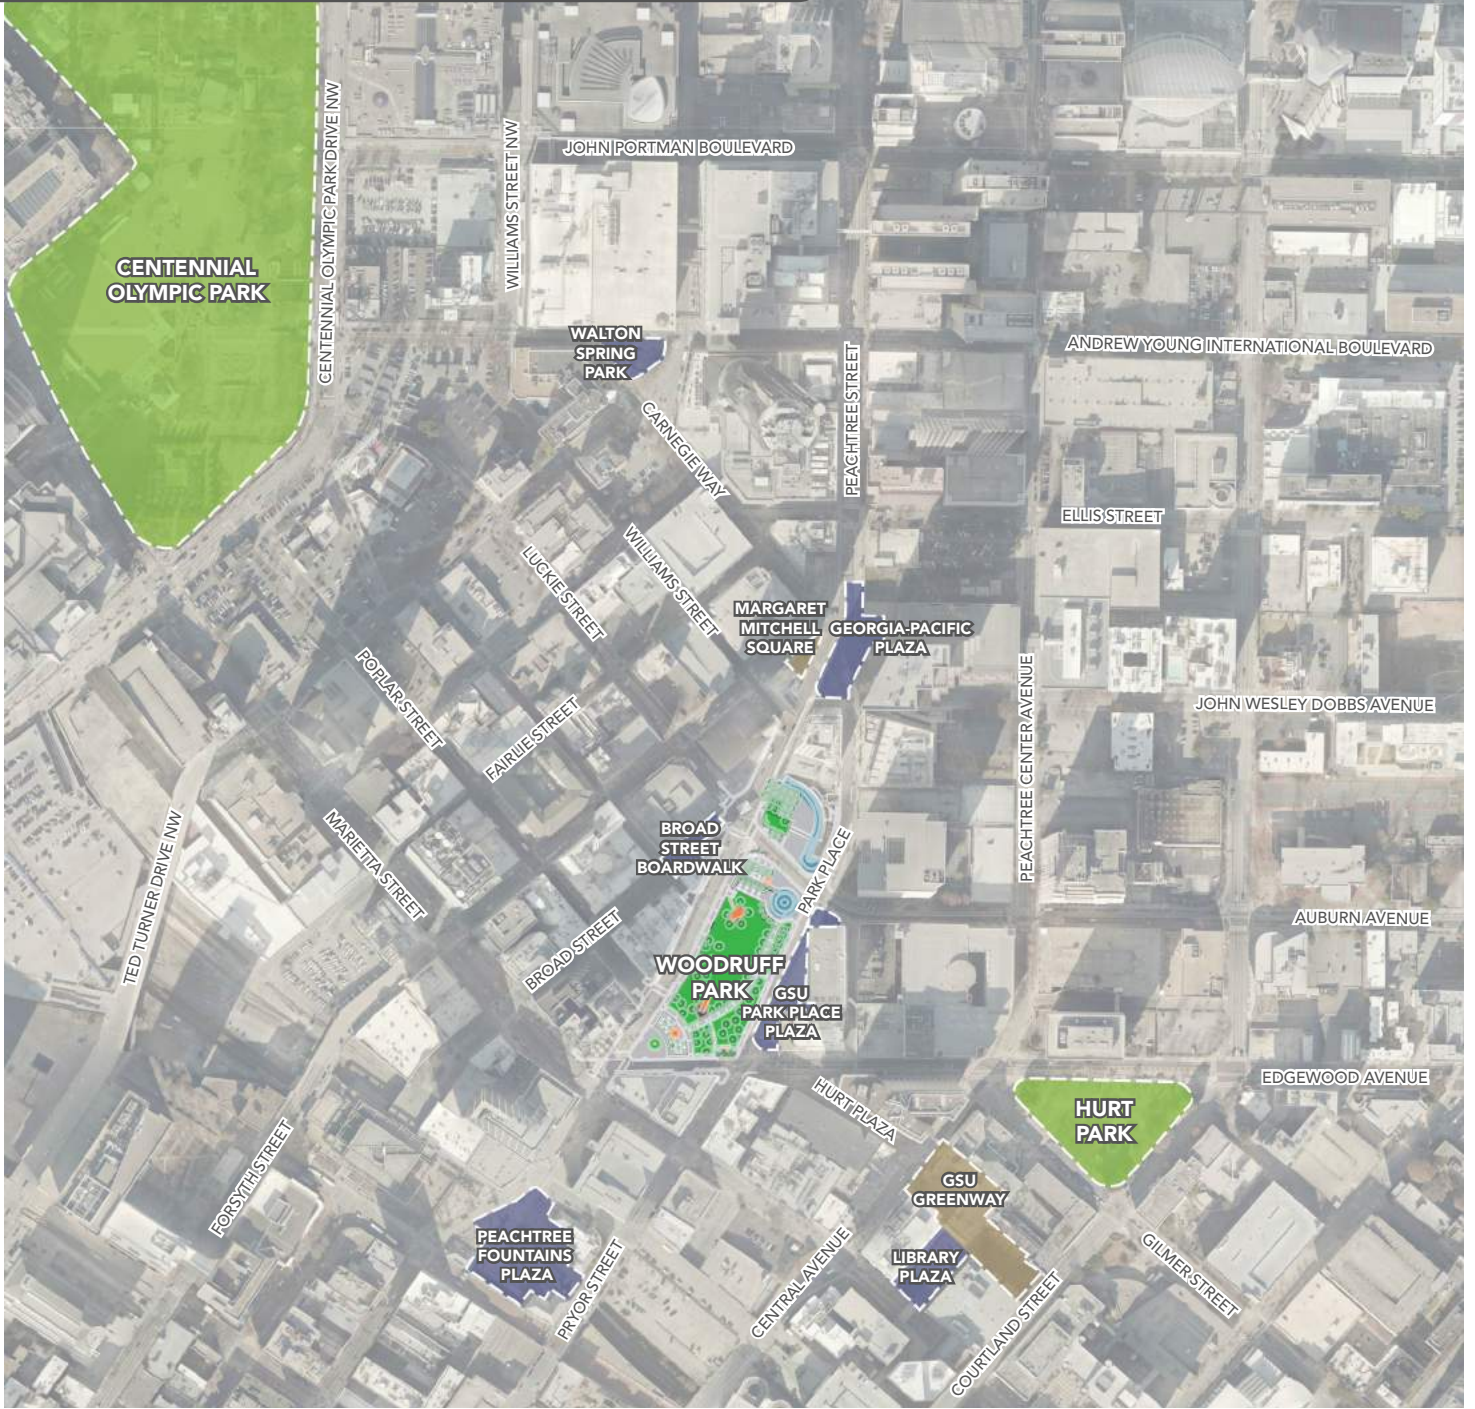 CENTENNIAL OLYMPIC PARK DRIVE NW
WILLIAMS STREET NW
JOHN PORTMAN BOULEVARD
CENTENNIAL
OLYMPIC PARK
WALTON
SPRING
PARK
PEACHTREE STREET
ANDREW YOUNG INTERNATIONAL BOULEVARD
CARNEGIE WAY
ELLIS STREET
LUCKIE STREET
WILLIAMS STREET
MARGARET
MITCHELL
SQUARE
GEORGIA-PACIFIC
PLAZA
POPLAR STREET
FAIRLIE STREET
PEACHTREE CENTER AVENUE
JOHN WESLEY DOBBS AVENUE
TED TURNER DRIVE NW
MARIETTA STREET
BROAD
STREET
BOARDWALK
PARK PLACE
AUBURN AVENUE
BROAD STREET
WOODRUFF
PARK
GSU
PARK PLACE
PLAZA
EDGEWOOD AVENUE
HURT PLAZA
HURT
PARK
FORSYTH STREET
GSU
GREENWAY
PEACHTREE
FOUNTAINS
PLAZA
PRYOR STREET
CENTRAL AVENUE
LIBRARY
PLAZA
GILMER STREET
COURTLAND STREET